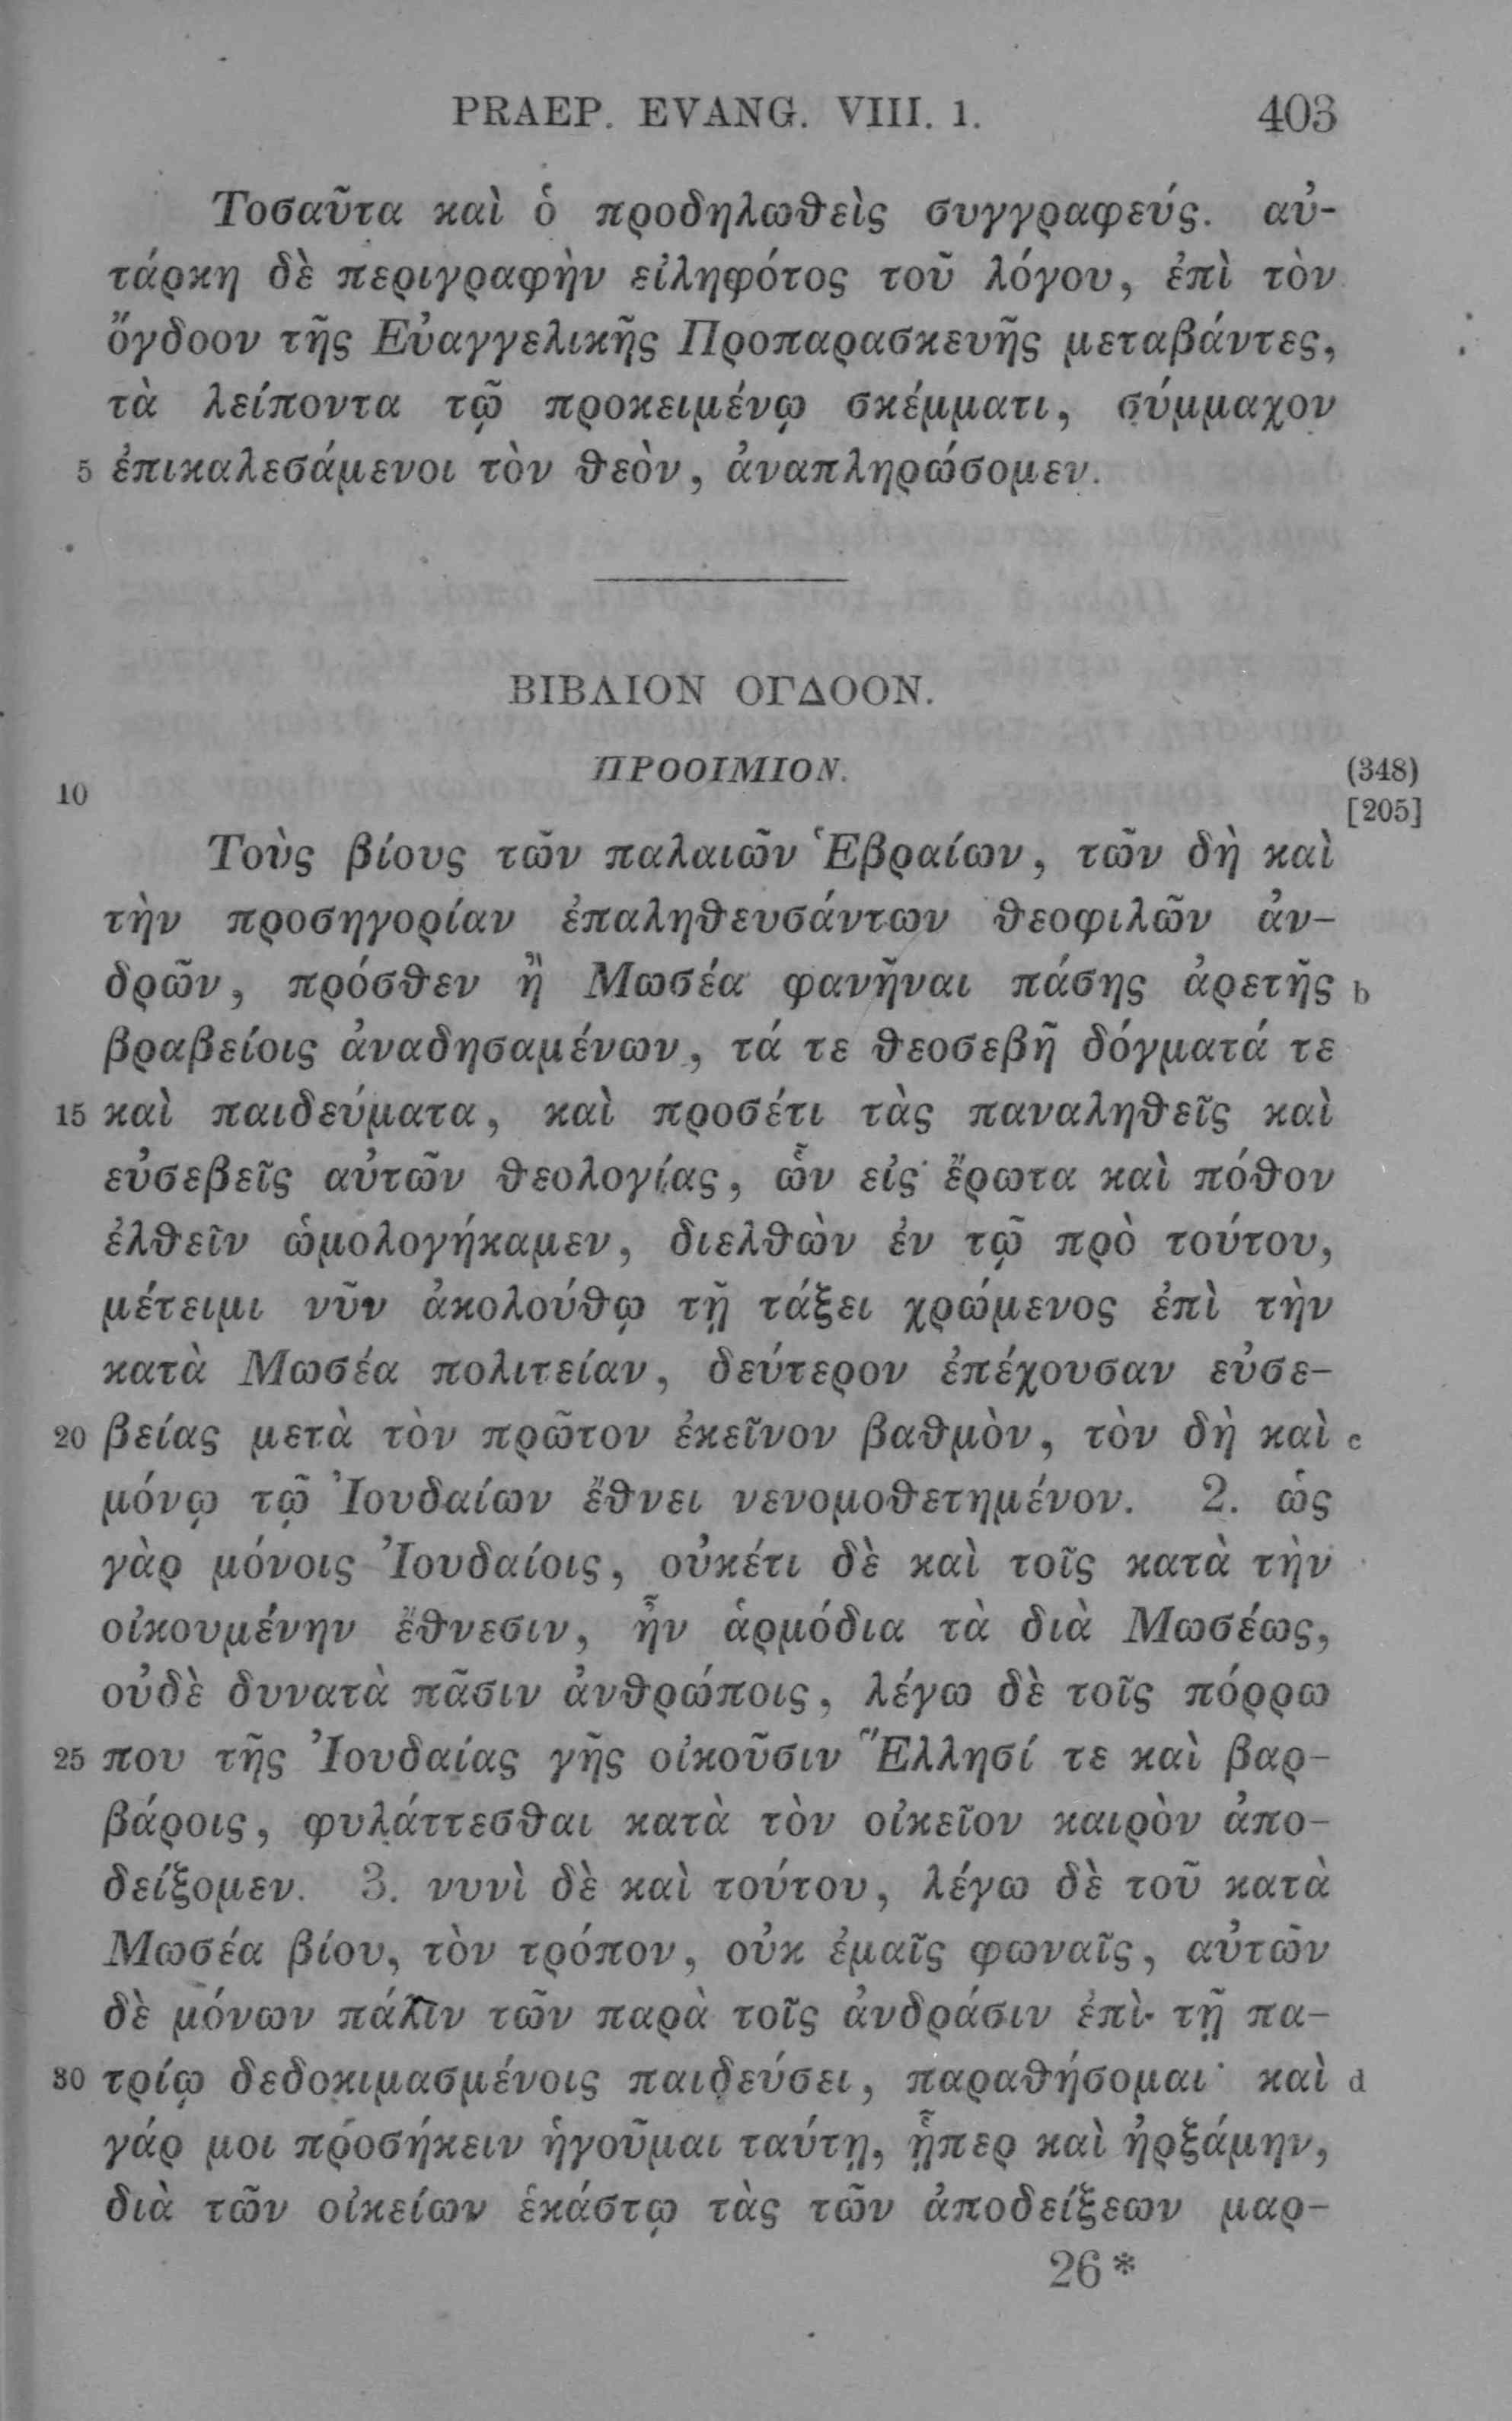 PRAEP. EVANG. VIII. 1. 403
Τοσαῦτα καὶ ὁ προδηλωθεὶς συγγραφεύς. αὐ-
τάρκη δὲ περιγραφὴν εἰληφότος τοῦ λόγου, ἐπὶ τὸν
ὄγδοον τῆς Εὐαγγελικῆς Προπαρασκευῆς μεταβάντες,
τὰ λείποντα τῷ προκειμένῳ σκέμματι, σύμμαχον
5 ἐπικαλεσάμενοι τὸν θεὸν, ἀναπληρώσομεν.
ΒΙΒΛΙΟΝ ΟΓΔΟΟΝ.
ΠΡΟΟΙΜΙΟΝ. (348)
10 [205]
Τοὺς βίους τῶν παλαιῶν Ἑβραίων, τῶν δὴ καὶ
τὴν προσηγορίαν ἐπαληθευσάντων θεοφιλῶν ἀν-
δρῶν, πρόσθεν ἢ Μωσέα φανῆναι πάσης ἀρετῆς b
βραβείοις ἀναδησαμένων, τά τε θεοσεβῆ δόγματά τε
15 καὶ παιδεύματα, καὶ προσέτι τὰς παναληθεῖς καὶ
εὐσεβεῖς αὐτῶν θεολογίας, ὧν εἰς ἔρωτα καὶ πόθον
ἐλθεῖν ὡμολογήκαμεν, διελθὼν ἐν τῷ πρὸ τούτου,
μέτειμι νῦν ἀκολούθῳ τῇ τάξει χρώμενος ἐπὶ τὴν
κατὰ Μωσέα πολιτείαν, δεύτερον ἐπέχουσαν εὐσε-
20 βείας μετὰ τὸν πρῶτον ἐκεῖνον βαθμὸν, τὸν δὴ καὶ c
μόνῳ τῷ Ἰουδαίων ἔθνει νενομοθετημένον. 2. ὡς
γὰρ μόνοις Ἰουδαίοις, οὐκέτι δὲ καὶ τοῖς κατὰ τὴν
οἰκουμένην ἔθνεσιν, ἦν ἁρμόδια τὰ διὰ Μωσέως,
οὐδὲ δυνατὰ πᾶσιν ἀνθρώποις, λέγω δὲ τοῖς πόρρω
25 που τῆς Ἰουδαίας γῆς οἰκοῦσιν Ἕλλησί τε καὶ βαρ-
βάροις, φυλάττεσθαι κατὰ τὸν οἰκεῖον καιρὸν ἀπο-
δείξομεν. 3. νυνὶ δὲ καὶ τούτου, λέγω δὲ τοῦ κατὰ
Μωσέα βίου, τὸν τρόπον, οὐκ ἐμαῖς φωναῖς, αὐτῶν
δὲ μόνων πάλιν τῶν παρὰ τοῖς ἀνδράσιν ἐπὶ τῇ πα-
30 τρίῳ δεδοκιμασμένοις παιδεύσει, παραθήσομαι· καὶ d
γάρ μοι προσήκειν ἡγοῦμαι ταύτῃ, ᾗπερ καὶ ἠρξάμην,
διὰ τῶν οἰκείων ἑκάστῳ τὰς τῶν ἀποδείξεων μαρ-
26*